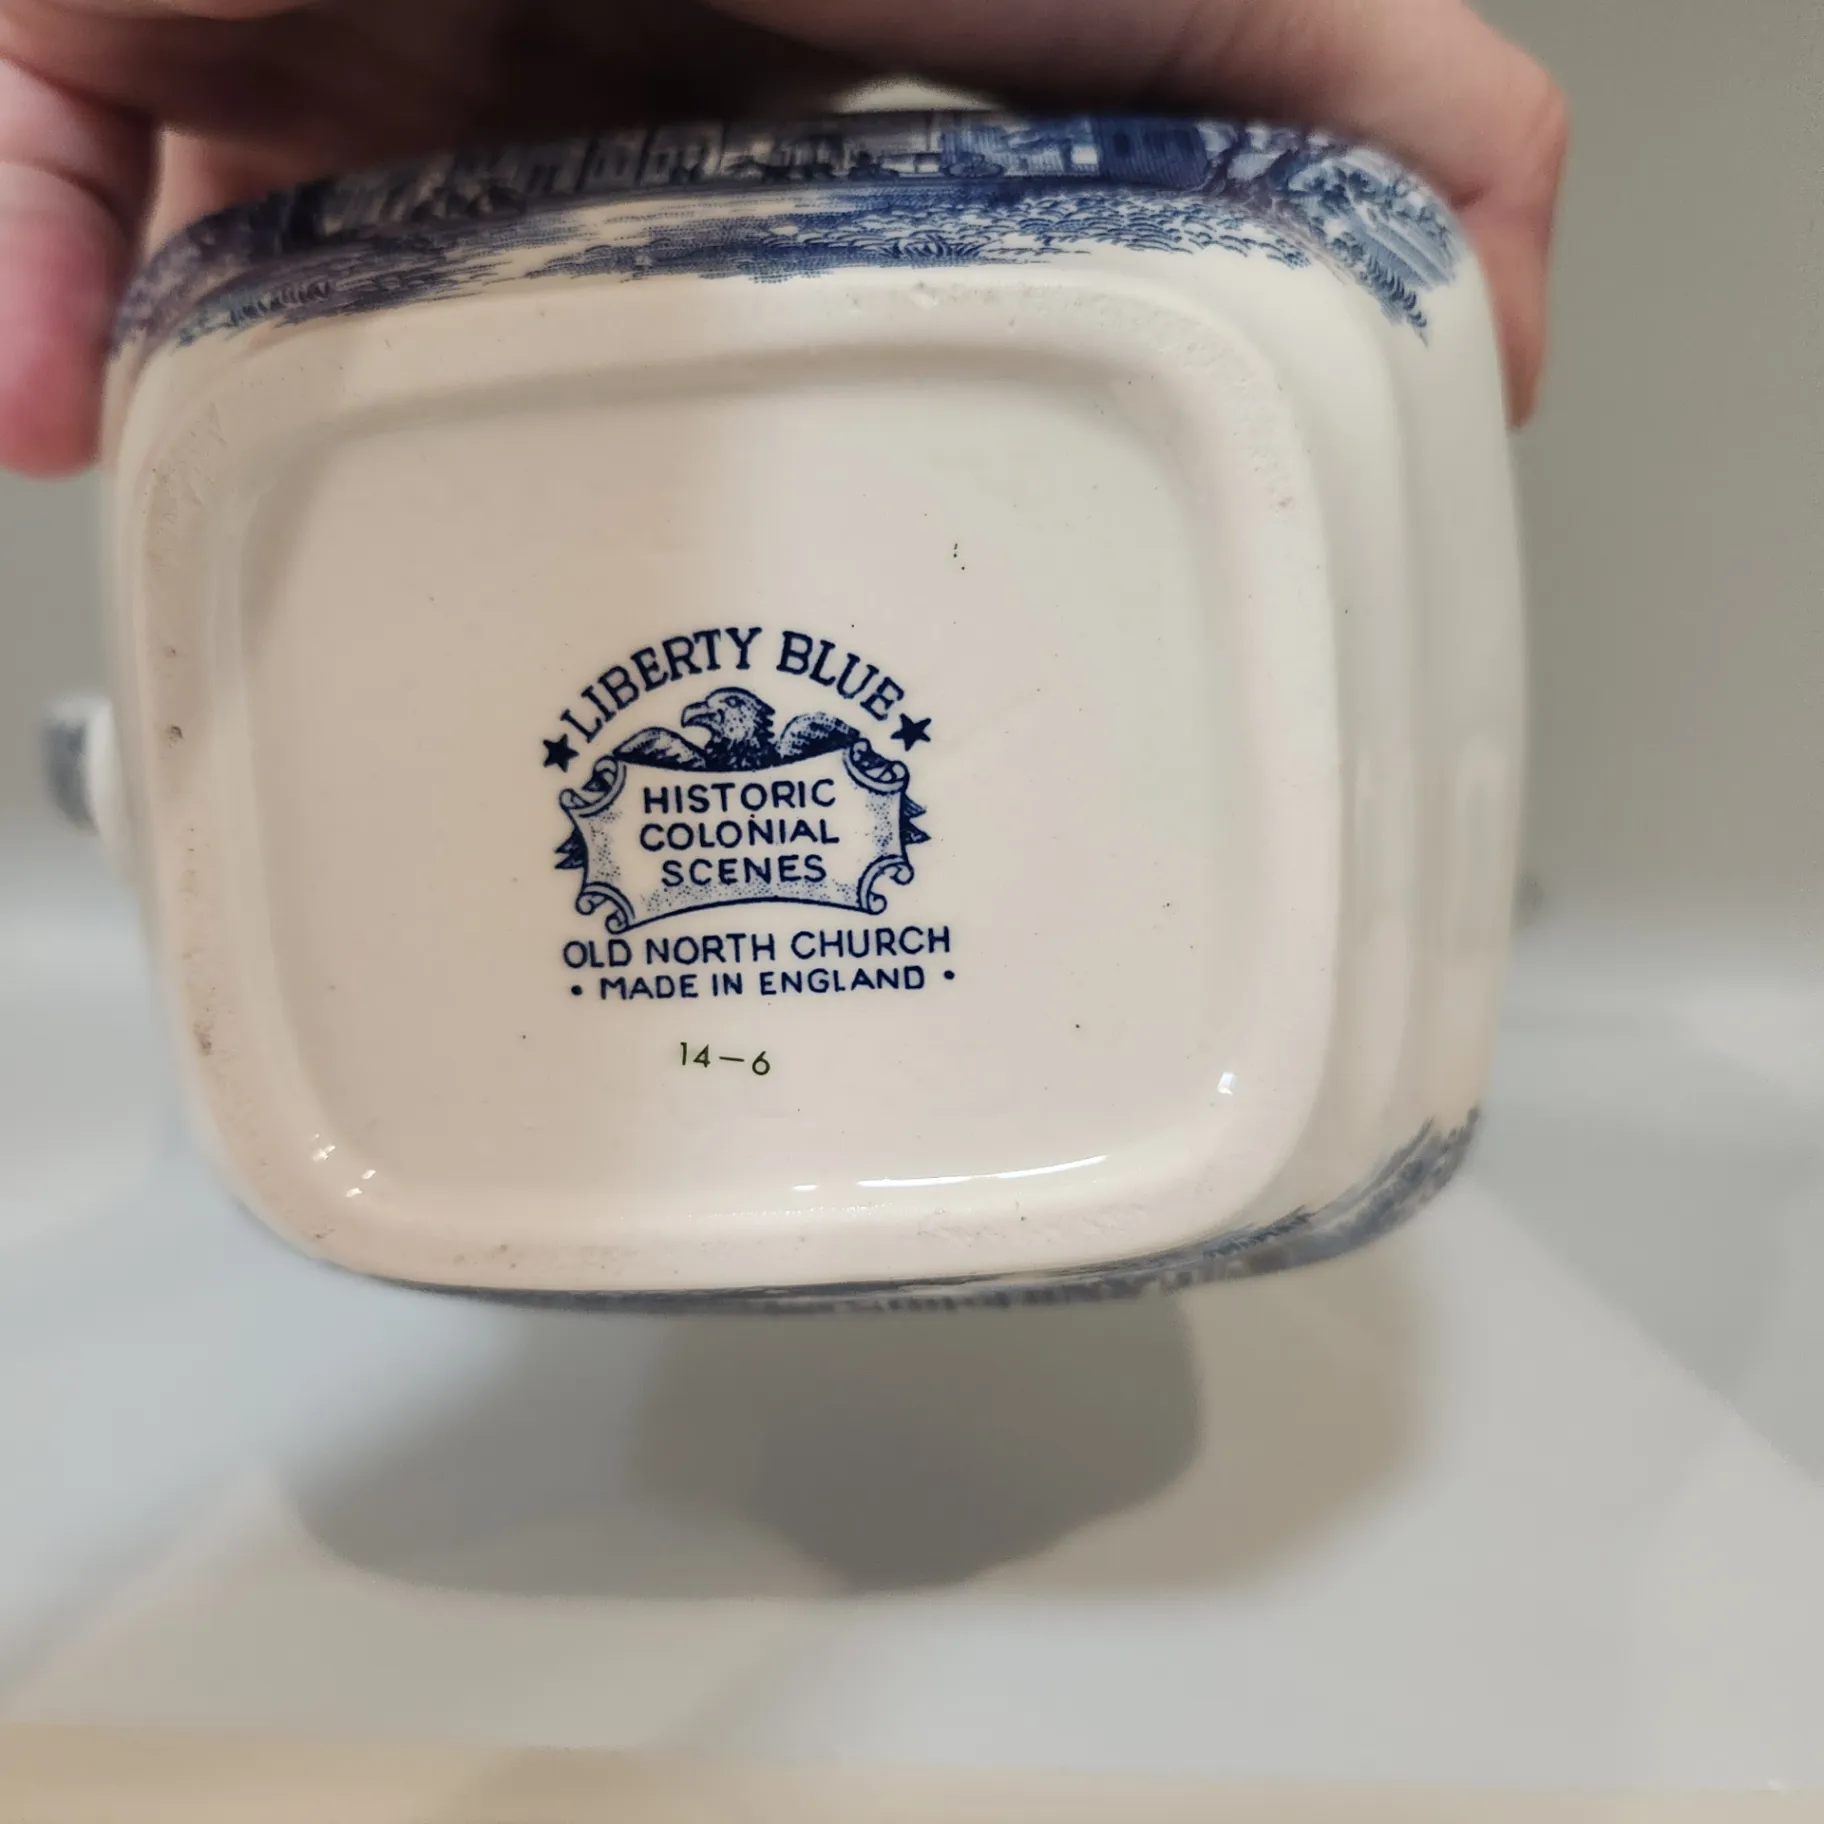 LIBERTY BLUE
HISTORIC
COLONIAL
SCENES
OLD NORTH CHURCH
• MADE IN ENGLAND •
14-6